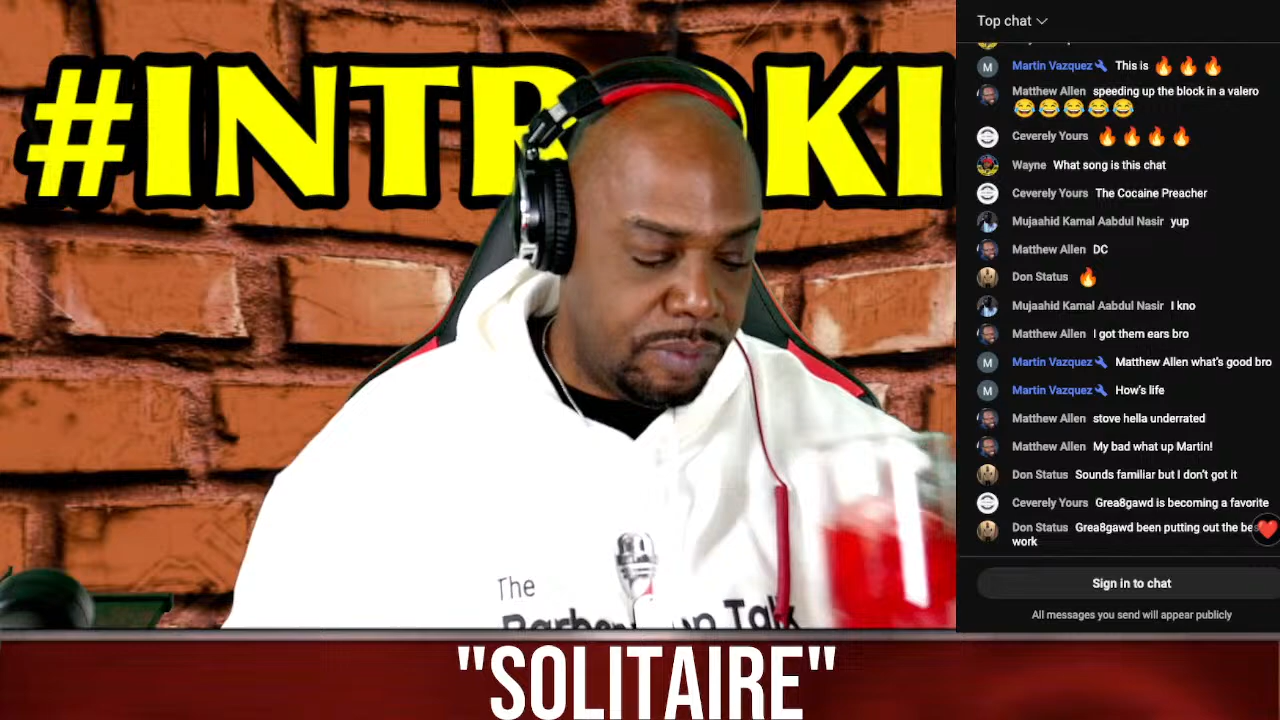 #INTR
KI
The
"SOLITAIRE"
Top chat
Martin Vazquez This is 🔥🔥🔥
Matthew Allen speeding up the block in a valero
😂😂😂😂😂
Ceverely Yours 🔥🔥🔥🔥
Wayne What song is this chat
Ceverely Yours The Cocaine Preacher
Mujaahid Kamal Aabdul Nasir yup
Matthew Allen DC
Don Status 🔥
Mujaahid Kamal Aabdul Nasir I kno
Matthew Allen I got them ears bro
Martin Vazquez Matthew Allen what's good bro
Martin Vazquez How's life
Matthew Allen stove hella underrated
Matthew Allen My bad what up Martin!
Don Status Sounds familiar but I don't got it
Ceverely Yours Grea8gawd is becoming a favorite
Don Status Grea8gawd been putting out the be
work
Sign in to chat
All messages you send will appear publicly